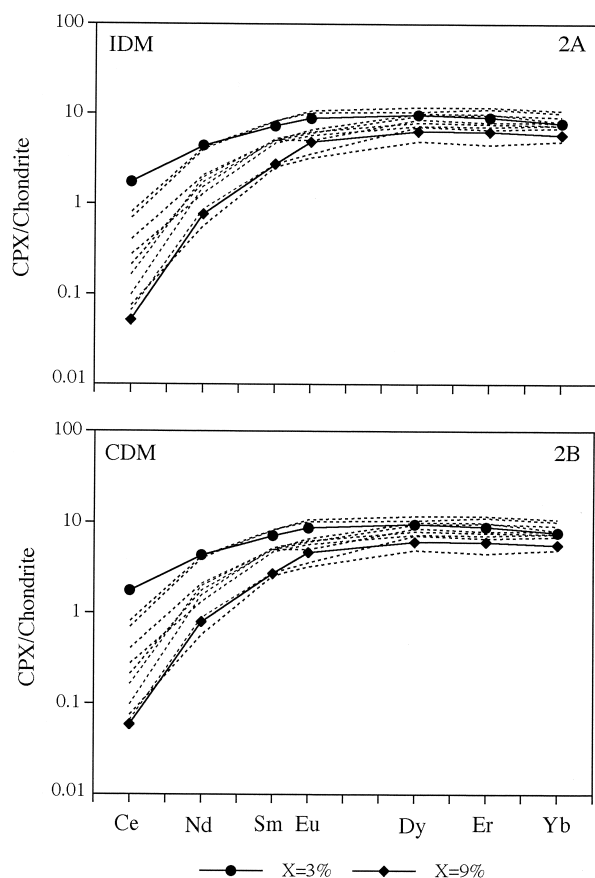 100
IDM 2A
10
1
0.1
0.01
CPX/Chondrite
100
CDM 2B
10
1
0.1
0.01
CPX/Chondrite
Ce Nd Sm Eu Dy Er Yb
X=3% X=9%